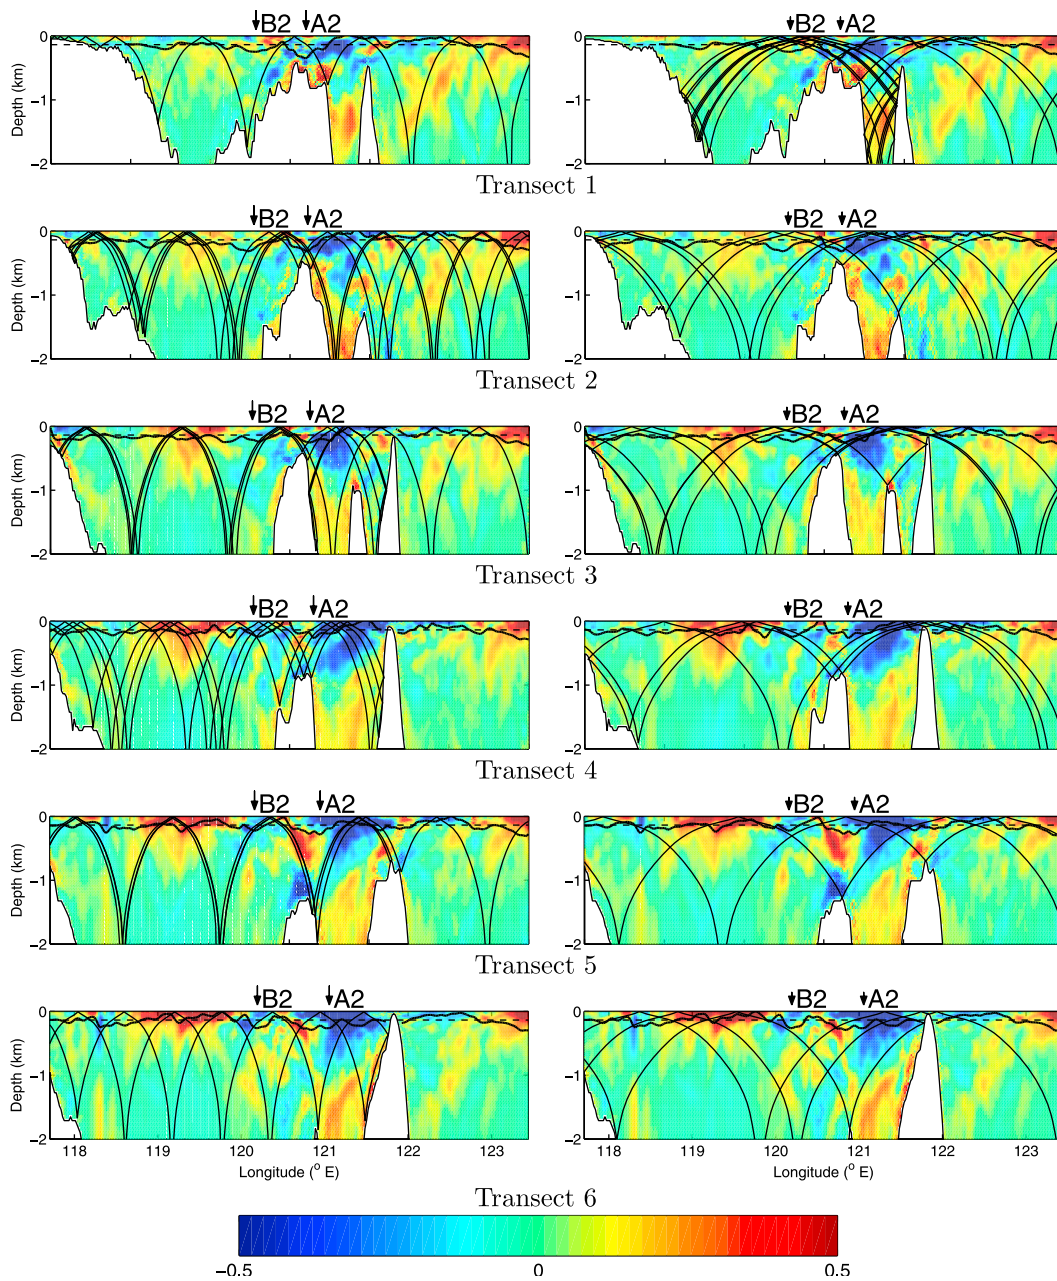 B2 A2 B2 A2
0 0
Depth (km)
−1 −1
−2 −2
Transect 1
B2 A2 B2 A2
0 0
Depth (km)
−1 −1
−2 −2
Transect 2
B2 A2 B2 A2
0 0
Depth (km)
−1 −1
−2 −2
Transect 3
B2 A2 B2 A2
0 0
Depth (km)
−1 −1
−2 −2
Transect 4
B2 A2 B2 A2
0 0
Depth (km)
−1 −1
−2 −2
Transect 5
B2 A2 B2 A2
0 0
Depth (km)
−1 −1
−2 −2
118 119 120 121 122 123 118 119 120 121 122 123
Longitude (° E) Longitude (° E)
Transect 6
−0.5 0 0.5